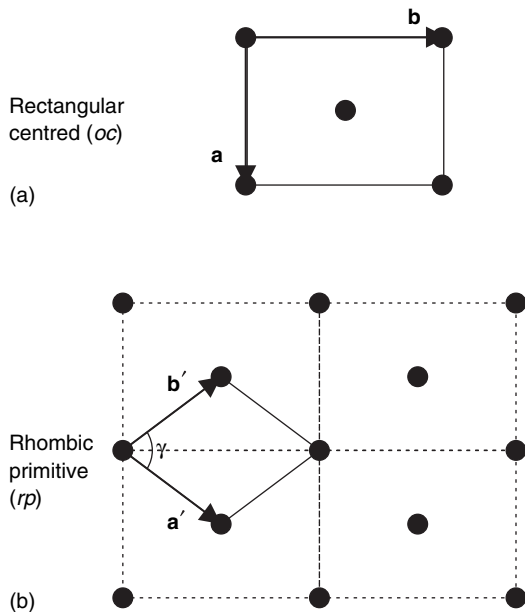 b
Rectangular
centred (oc)
a
(a)
b′
γ
Rhombic
primitive
(rp)
a′
(b)